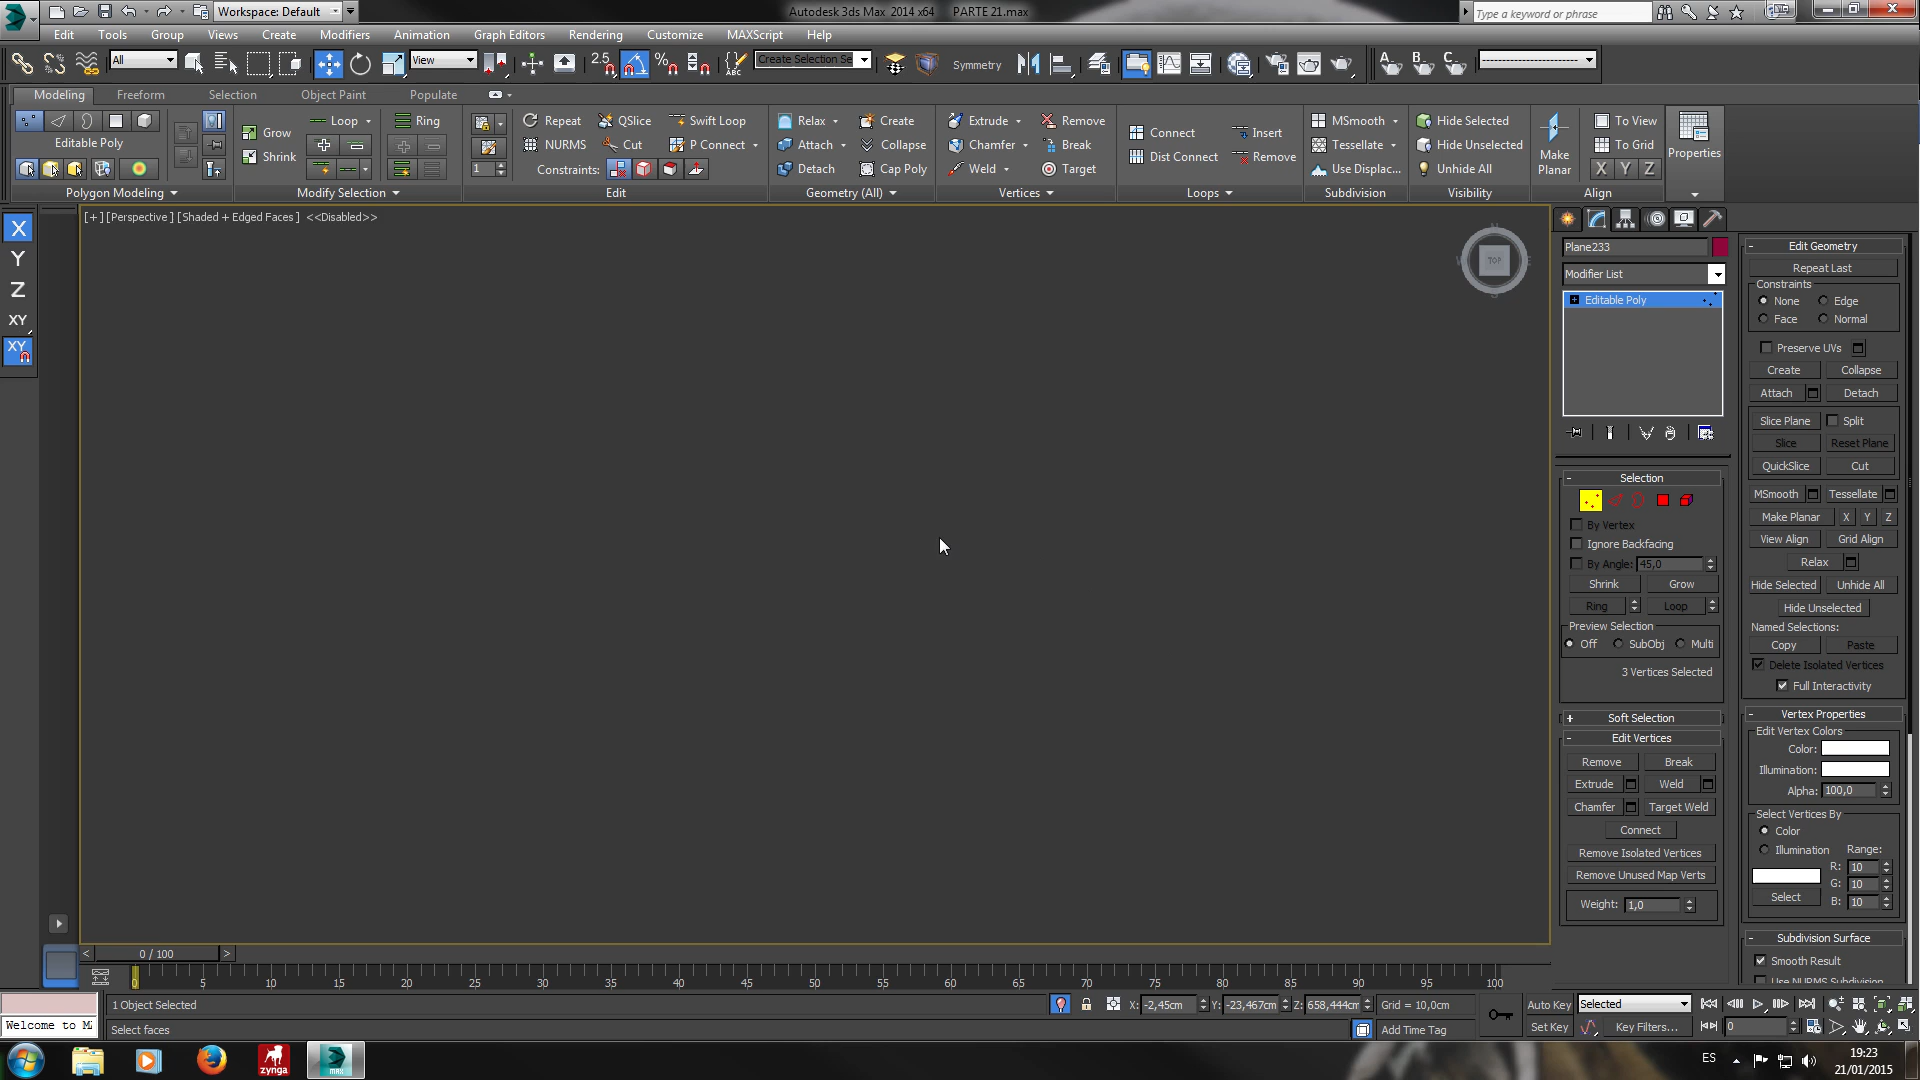 Workspace: Default
Autodesk 3ds Max 2014 x64 PARTE 21.max
Type a keyword or phrase
Edit Tools Group Views Create Modifiers Animation Graph Editors Rendering Customize MAXScript Help
All View 2.5 Create Selection Se Symmetry
Modeling Freeform Selection Object Paint Populate
Editable Poly
Polygon Modeling
Grow
Shrink
Loop
Ring
Modify Selection
1
Repeat QSlice Swift Loop
NURMS Cut P Connect
Constraints:
Edit
Relax Create
Attach Collapse
Detach Cap Poly
Geometry (All)
Extrude Remove
Chamfer Break
Weld Target
Vertices
Connect Insert
Dist Connect Remove
Loops
MSmooth
Tessellate
Use Displac...
Subdivision
Hide Selected
Hide Unselected
Unhide All
Visibility
Make Planar
To View
To Grid
X Y Z
Align
Properties
X
Y
Z
XY
XY
[+] [Perspective ] [Shaded + Edged Faces ] <<Disabled>>
TOP
Plane233
Modifier List
Editable Poly
Selection
By Vertex
Ignore Backfacing
By Angle: 45,0
Shrink Grow
Ring Loop
Preview Selection
Off SubObj Multi
3 Vertices Selected
Soft Selection
Edit Vertices
Remove Break
Extrude Weld
Chamfer Target Weld
Connect
Remove Isolated Vertices
Remove Unused Map Verts
Weight: 1,0
Edit Geometry
Repeat Last
Constraints
None Edge
Face Normal
Preserve UVs
Create Collapse
Attach Detach
Slice Plane Split
Slice Reset Plane
QuickSlice Cut
MSmooth Tessellate
Make Planar X Y Z
View Align Grid Align
Relax
Hide Selected Unhide All
Hide Unselected
Named Selections:
Copy Paste
Delete Isolated Vertices
Full Interactivity
Vertex Properties
Edit Vertex Colors
Color:
Illumination:
Alpha: 100,0
Select Vertices By
Color
Illumination Range:
R: 10
G: 10
Select B: 10
Subdivision Surface
Smooth Result
Use NURMS Subdivision
0 / 100
0 5 10 15 20 25 30 35 40 45 50 55 60 65 70 75 80 85 90 95 100
1 Object Selected X: -2,45cm Y: -23,467cm Z: 658,444cm Grid = 10,0cm Auto Key Selected
Welcome to MA
Select faces Add Time Tag Set Key Key Filters... 0
zynga
MAX
ES
19:23
21/01/2015